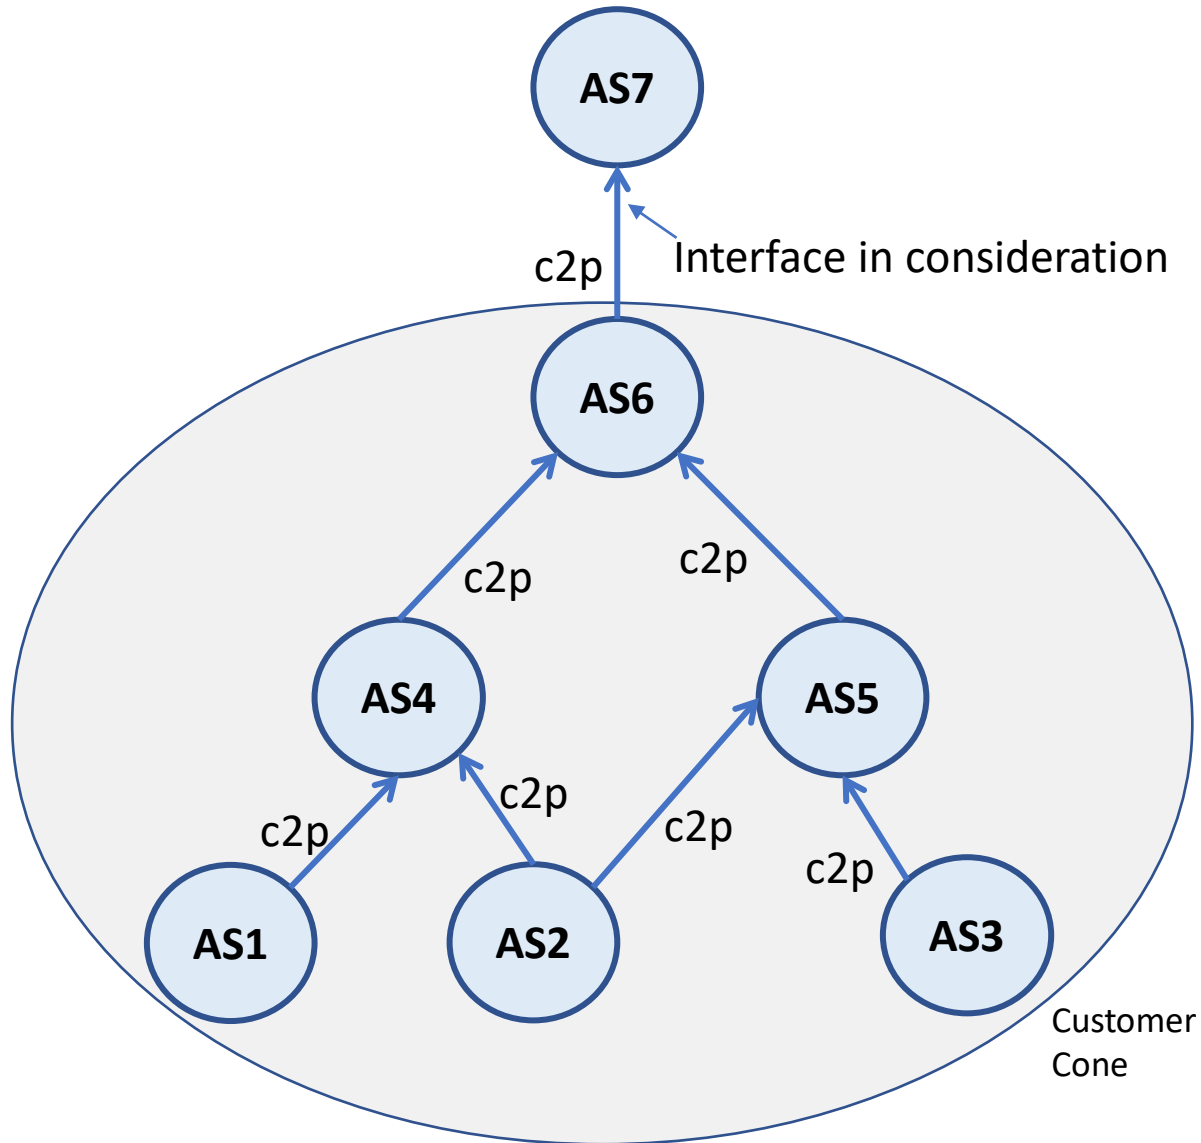 AS7
Interface in consideration
c2p
AS6
c2p
c2p
AS4
AS5
c2p
c2p
c2p
c2p
AS1
AS2
AS3
Customer
Cone